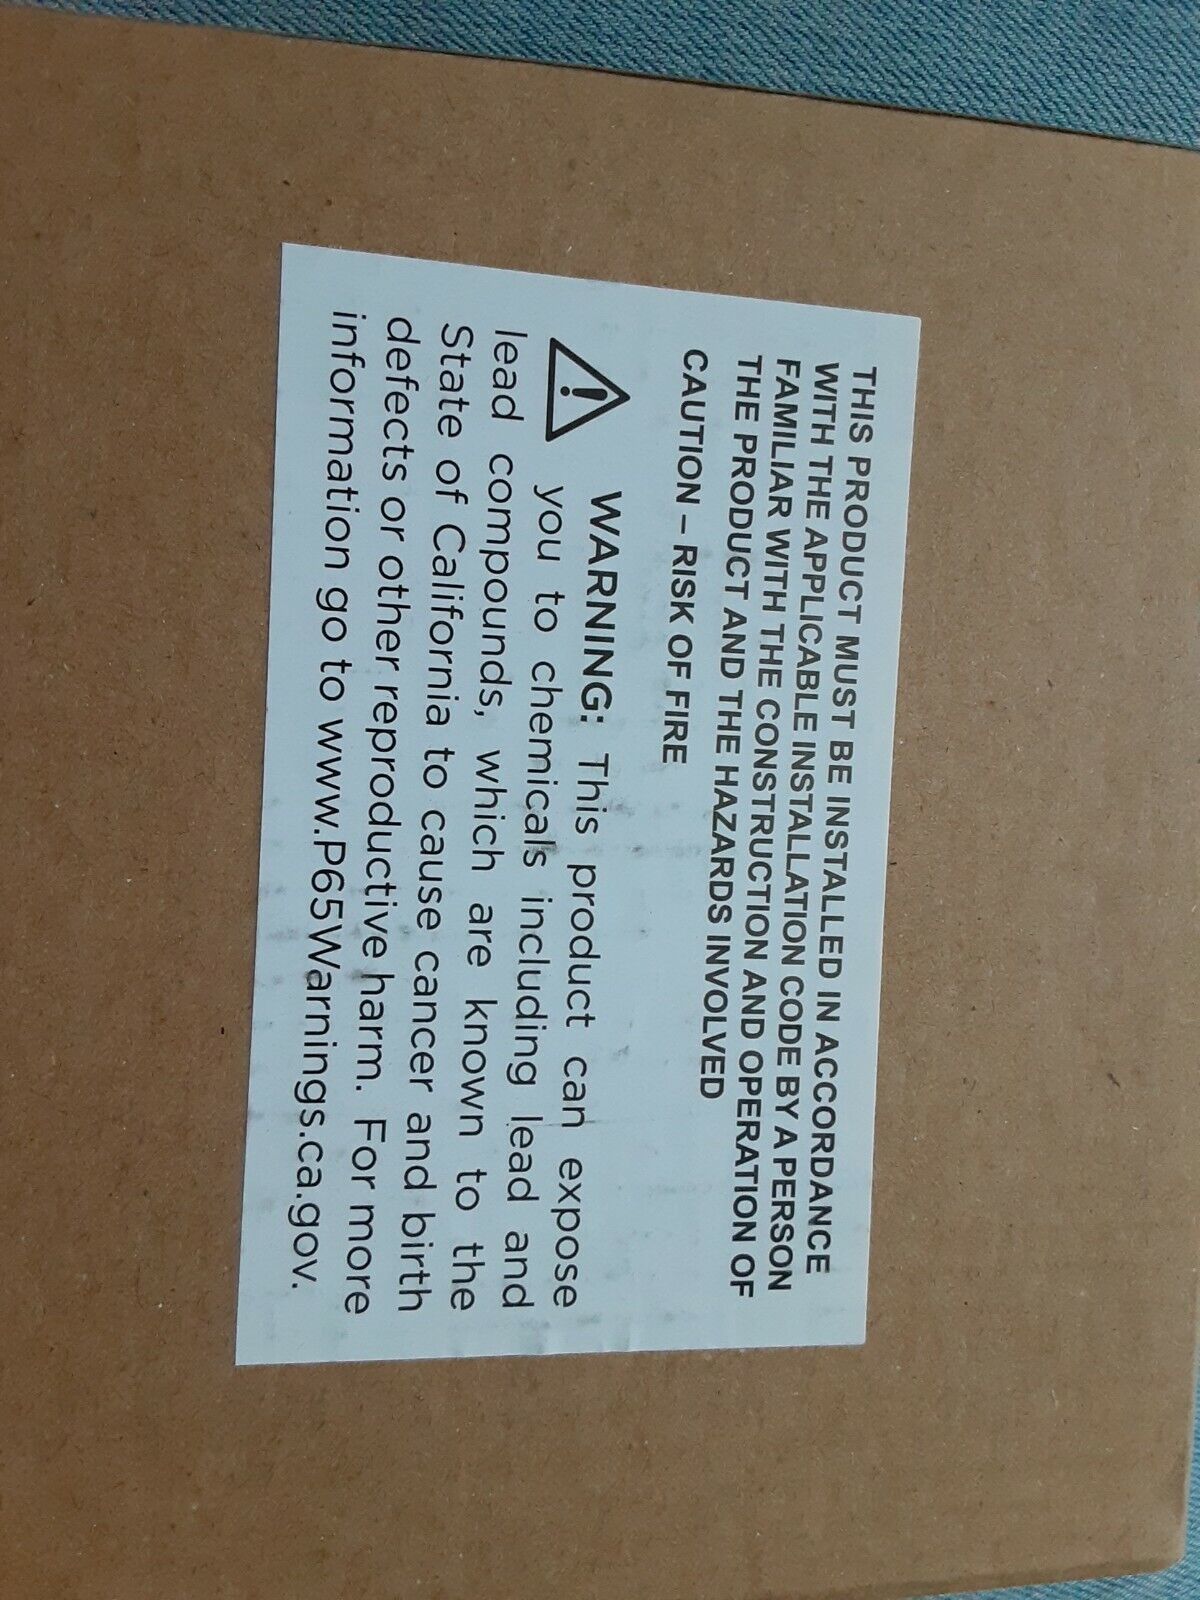 THIS PRODUCT MUST BE INSTALLED IN ACCORDANCE
WITH THE APPLICABLE INSTALLATION CODE BY A PERSON
FAMILIAR WITH THE CONSTRUCTION AND OPERATION OF
THE PRODUCT AND THE HAZARDS INVOLVED
CAUTION – RISK OF FIRE
WARNING: This product can expose
you to chemicals including lead and
lead compounds, which are known to the
State of California to cause cancer and birth
defects or other reproductive harm. For more
information go to www.P65Warnings.ca.gov.